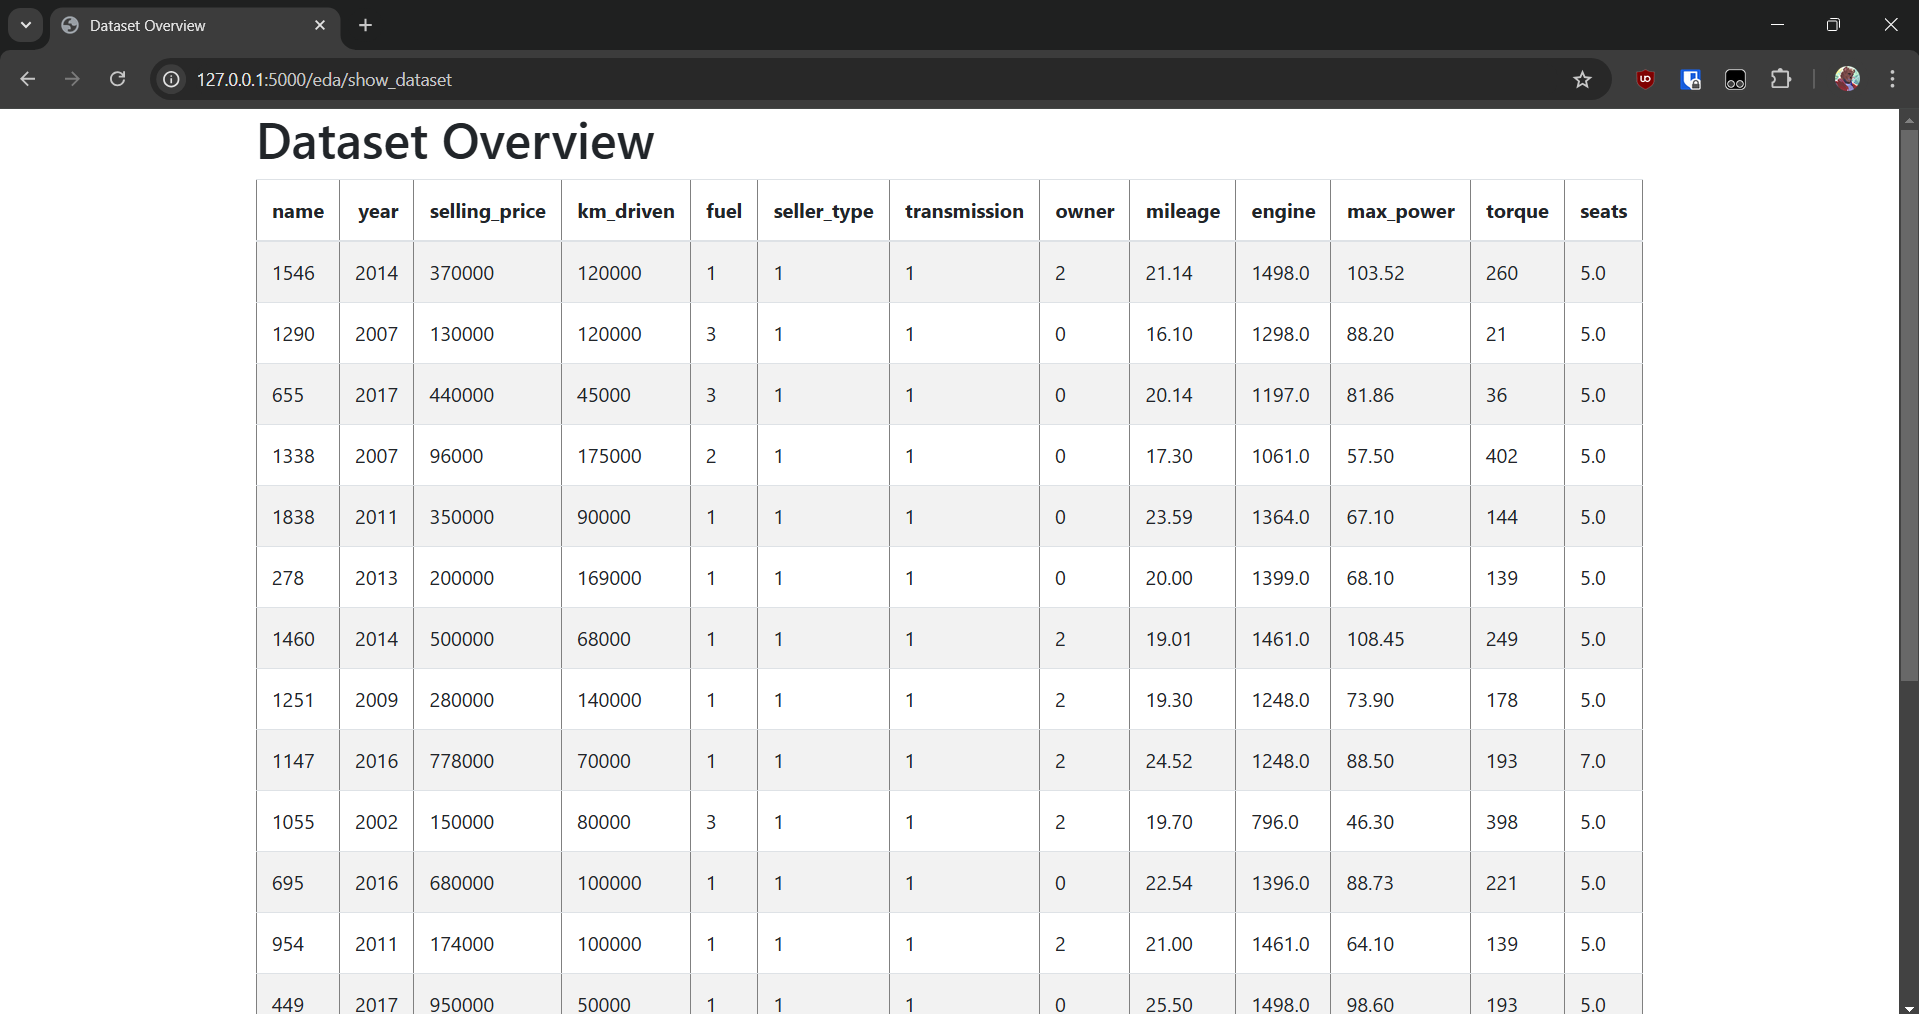 Dataset Overview
127.0.0.1:5000/eda/show_dataset
Dataset Overview
name year selling_price km_driven fuel seller_type transmission owner mileage engine max_power torque seats
1546 2014 370000 120000 1 1 1 2 21.14 1498.0 103.52 260 5.0
1290 2007 130000 120000 3 1 1 0 16.10 1298.0 88.20 21 5.0
655 2017 440000 45000 3 1 1 0 20.14 1197.0 81.86 36 5.0
1338 2007 96000 175000 2 1 1 0 17.30 1061.0 57.50 402 5.0
1838 2011 350000 90000 1 1 1 0 23.59 1364.0 67.10 144 5.0
278 2013 200000 169000 1 1 1 0 20.00 1399.0 68.10 139 5.0
1460 2014 500000 68000 1 1 1 2 19.01 1461.0 108.45 249 5.0
1251 2009 280000 140000 1 1 1 2 19.30 1248.0 73.90 178 5.0
1147 2016 778000 70000 1 1 1 2 24.52 1248.0 88.50 193 7.0
1055 2002 150000 80000 3 1 1 2 19.70 796.0 46.30 398 5.0
695 2016 680000 100000 1 1 1 0 22.54 1396.0 88.73 221 5.0
954 2011 174000 100000 1 1 1 2 21.00 1461.0 64.10 139 5.0
449 2017 950000 50000 1 1 1 0 25.50 1498.0 98.60 193 5.0